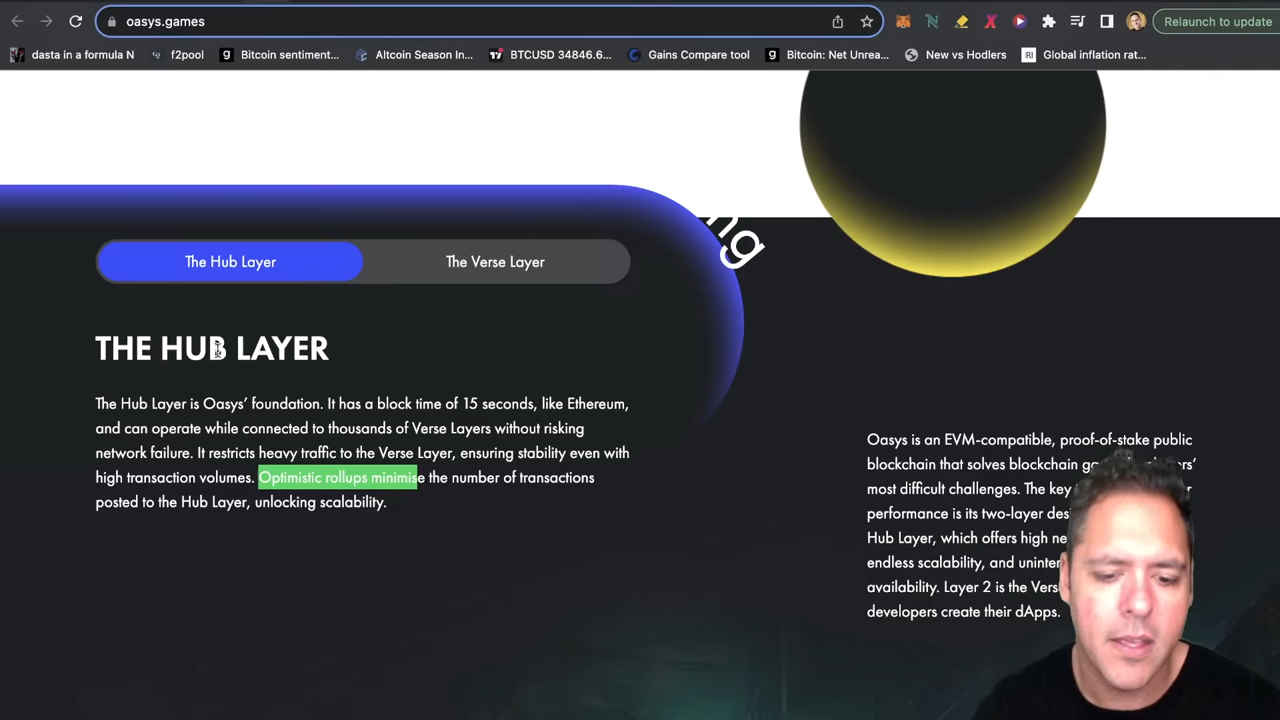 oasys.games
Relaunch to update
dasta in a formula N
f2pool
Bitcoin sentiment...
Altcoin Season In...
BTCUSD 34846.6...
Gains Compare tool
Bitcoin: Net Unrea...
New vs Hodlers
Global inflation rat...
ng
The Hub Layer
The Verse Layer
THE HUB LAYER
The Hub Layer is Oasys’ foundation. It has a block time of 15 seconds, like Ethereum,
and can operate while connected to thousands of Verse Layers without risking
network failure. It restricts heavy traffic to the Verse Layer, ensuring stability even with
high transaction volumes. Optimistic rollups minimise the number of transactions
posted to the Hub Layer, unlocking scalability.
Oasys is an EVM-compatible, proof-of-stake public
blockchain that solves blockchain
most difficult challenges. The key
performance is its two-layer
Hub Layer, which offers high
endless scalability, and
availability. Layer 2 is the
developers create their dApps.